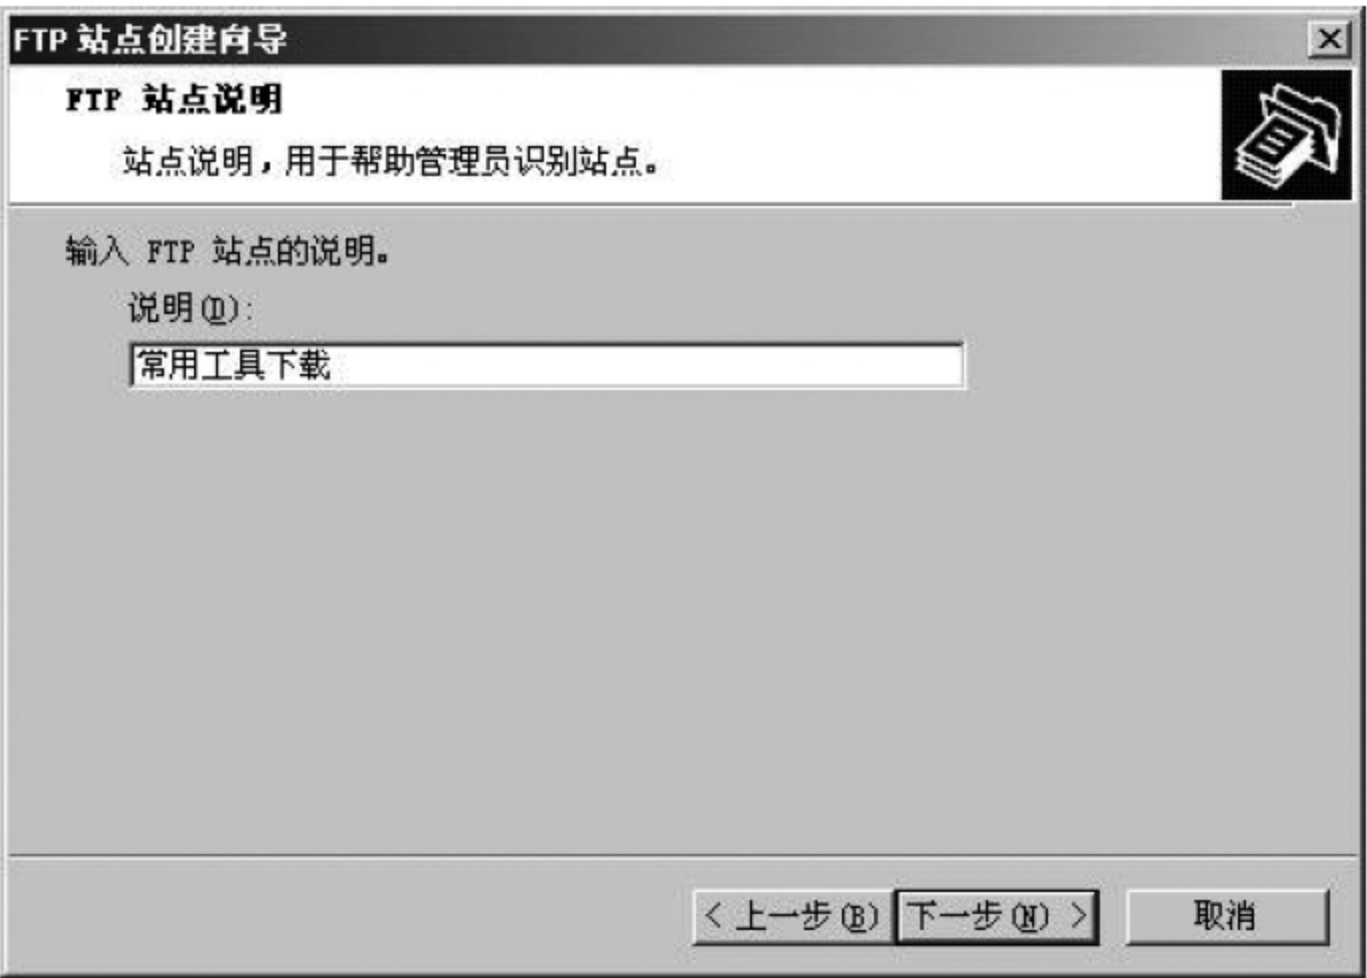 FTP 站点创建向导
FTP 站点说明
站点说明，用于帮助管理员识别站点。
输入 FTP 站点的说明。
说明(D):
常用工具下载
< 上一步(B) 下一步(N) > 取消